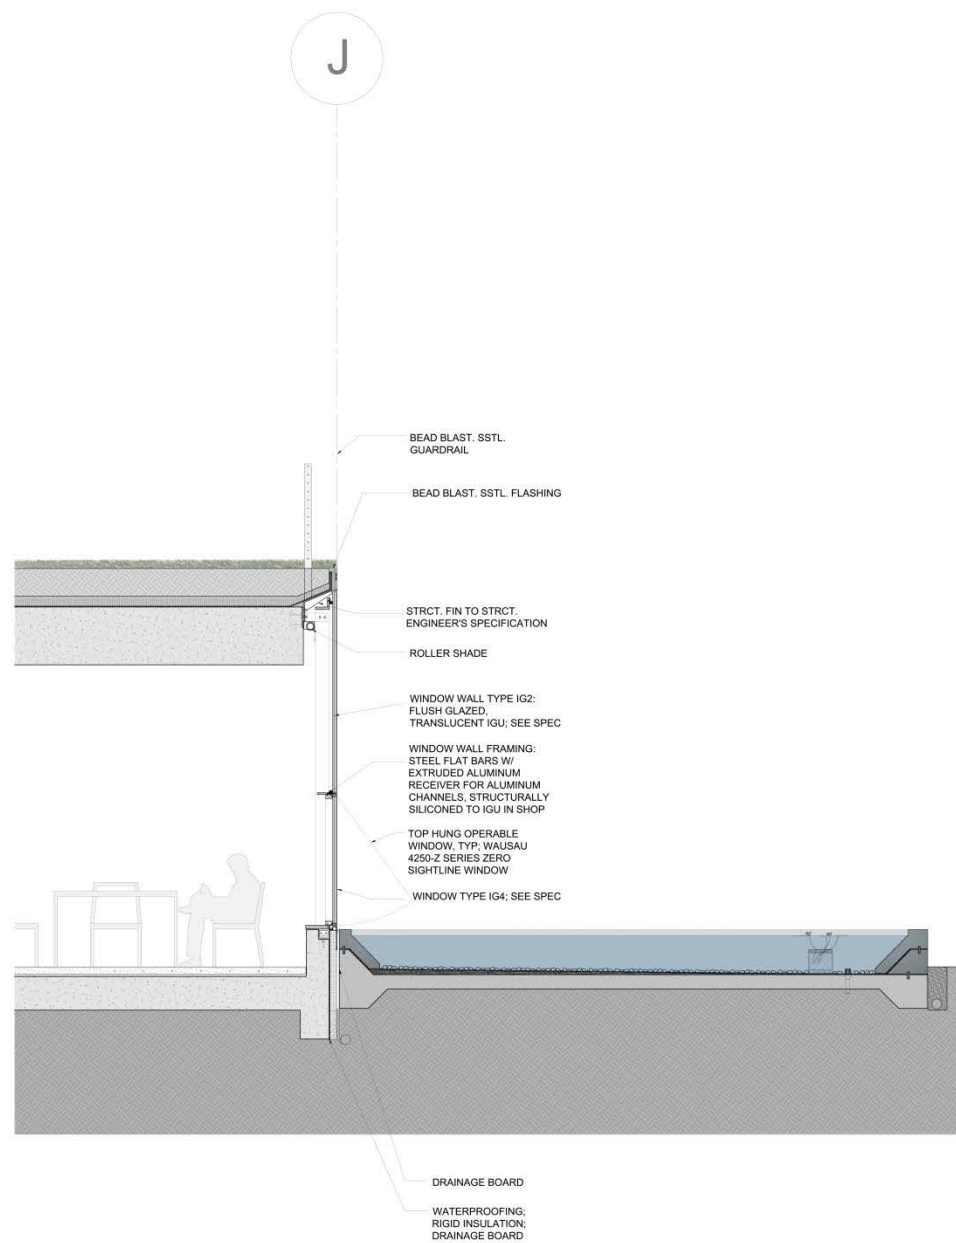 J
BEAD BLAST. SSTL.
GUARDRAIL
BEAD BLAST. SSTL. FLASHING
STRCT. FIN TO STRCT.
ENGINEER'S SPECIFICATION
ROLLER SHADE
WINDOW WALL TYPE IG2:
FLUSH GLAZED,
TRANSLUCENT IGU; SEE SPEC
WINDOW WALL FRAMING:
STEEL FLAT BARS W/
EXTRUDED ALUMINUM
RECEIVER FOR ALUMINUM
CHANNELS, STRUCTURALLY
SILICONED TO IGU IN SHOP
TOP HUNG OPERABLE
WINDOW, TYP; WAUSAU
4250-Z SERIES ZERO
SIGHTLINE WINDOW
WINDOW TYPE IG4; SEE SPEC
DRAINAGE BOARD
WATERPROOFING;
RIGID INSULATION;
DRAINAGE BOARD